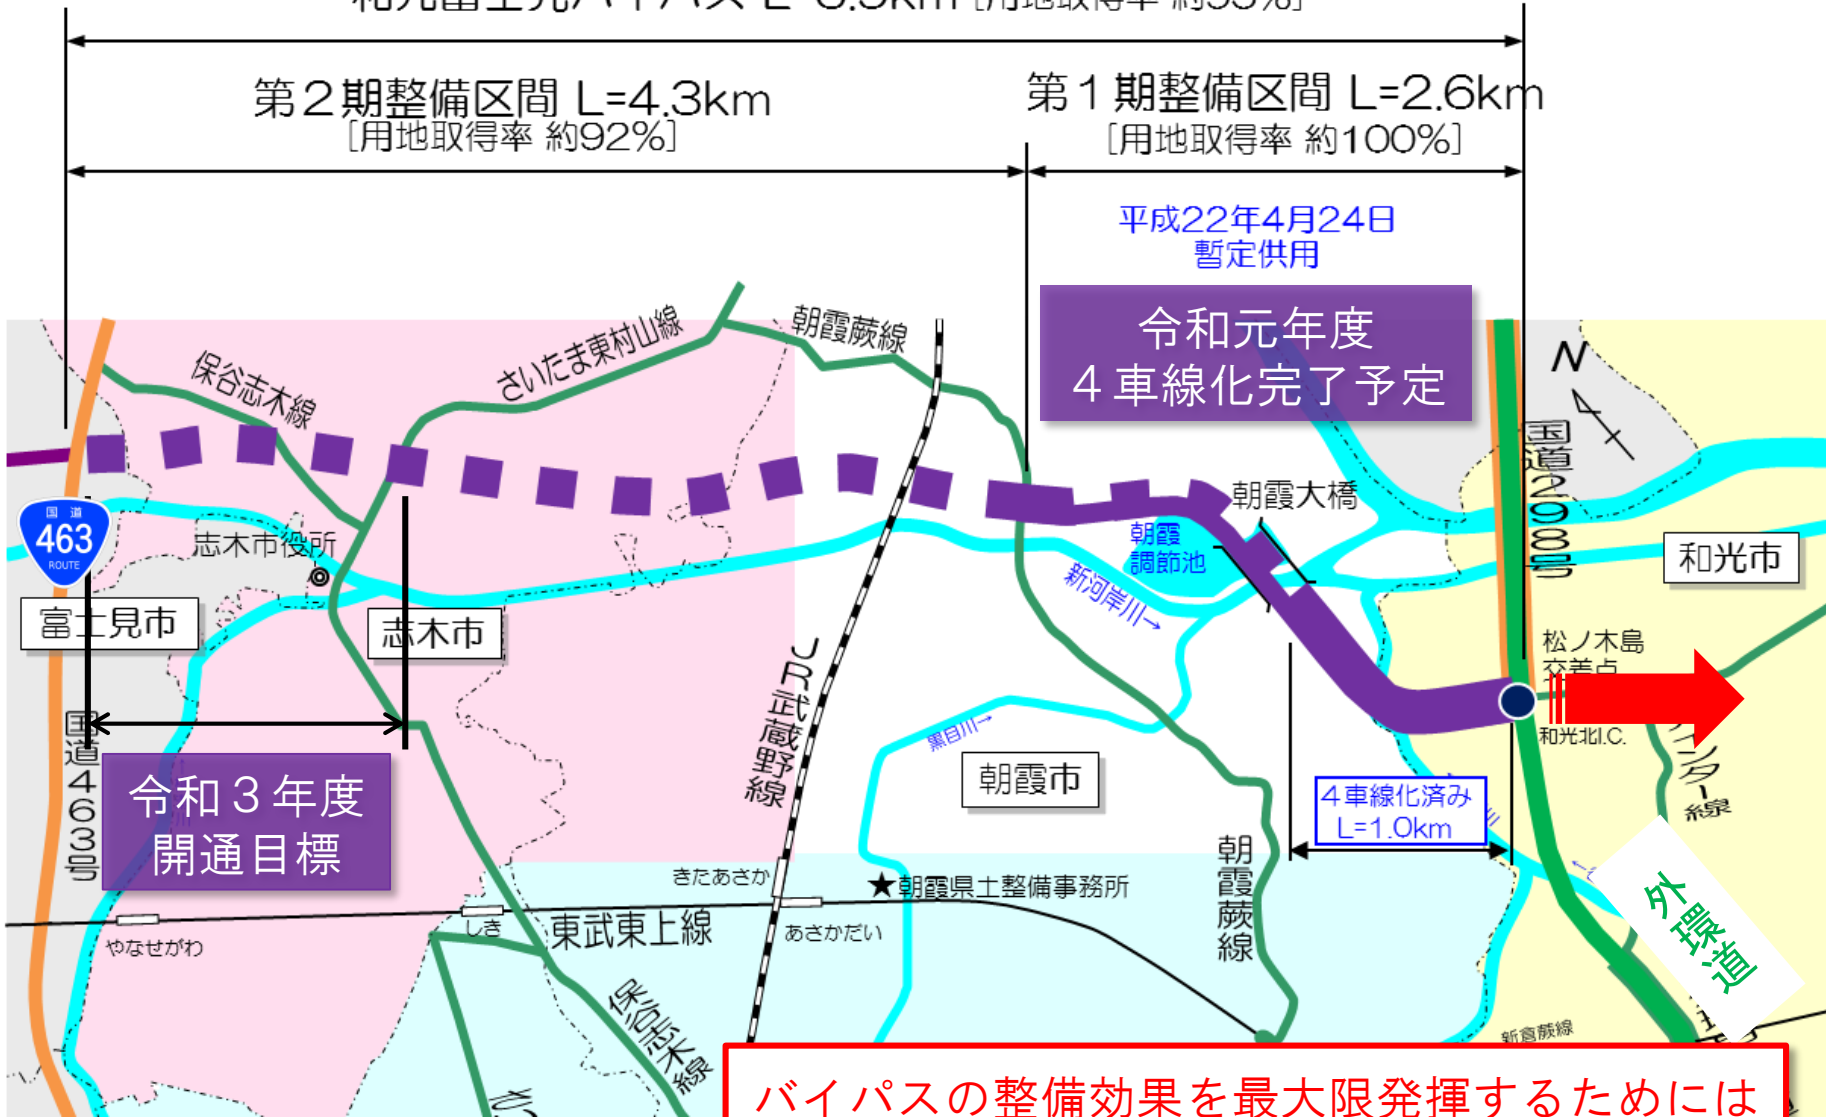 第２期整備区間 L=4.3km
[用地取得率 約92%]
第１期整備区間 L=2.6km
[用地取得率 約100%]
平成22年4月24日
暫定供用
令和元年度
４車線化完了予定
保谷志木線
さいたま東村山線
朝霞蕨線
N
国道298号
国道
463
ROUTE
志木市役所
朝霞大橋
朝霞
調節池
新河岸川→
和光市
富士見市
志木市
松ノ木島
交差点
和光北I.C.
国道463号
令和３年度
開通目標
JR武蔵野線
黒目川→
朝霞市
４車線化済み
L=1.0km
朝霞蕨線
外環道
きたあさか
★朝霞県土整備事務所
やなせがわ
しき
東武東上線
あさかだい
保谷志木線
新倉蕨線
バイパスの整備効果を最大限発揮するためには